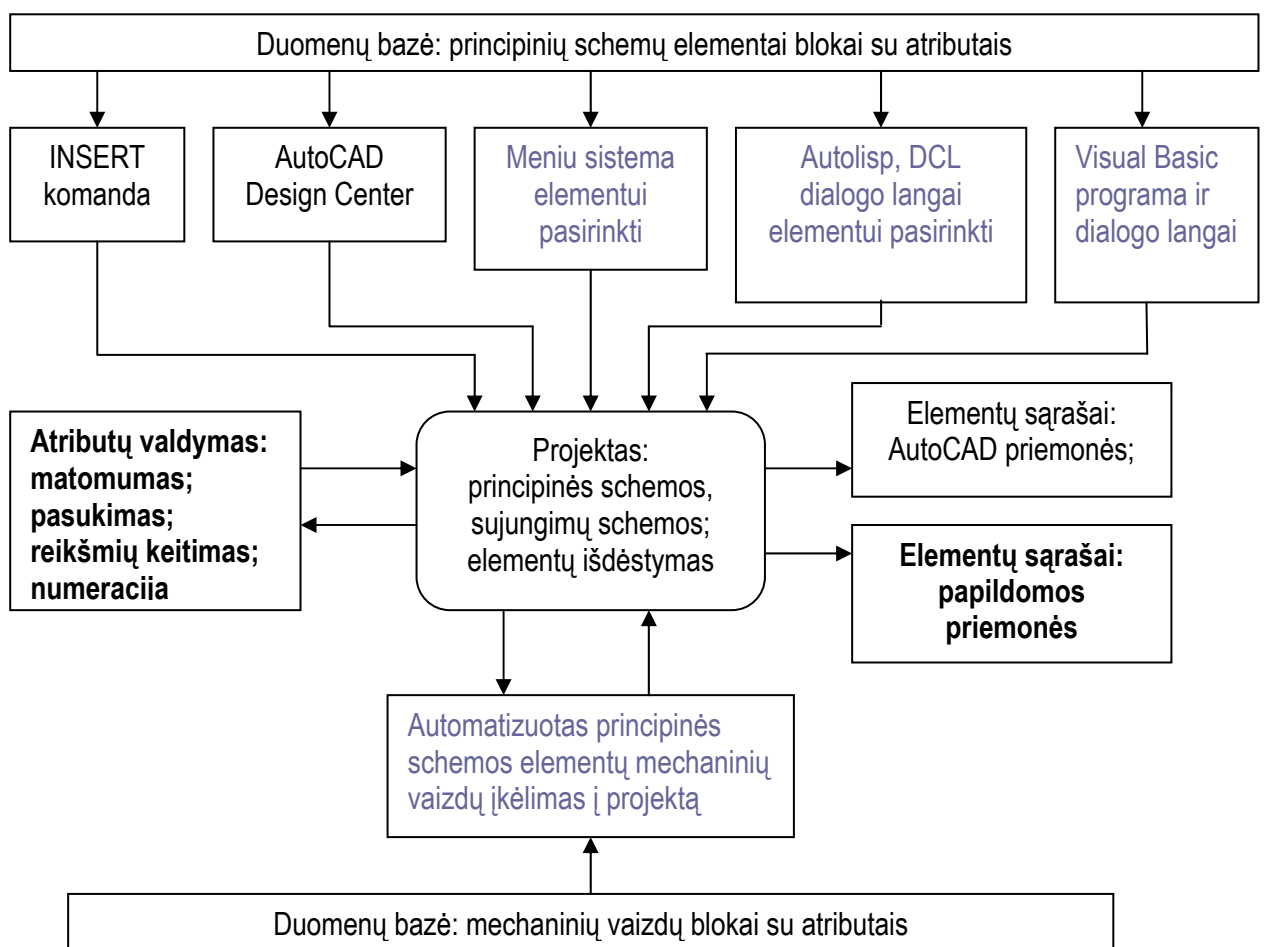 Duomenų bazė: principinių schemų elementai blokai su atributais
INSERT
komanda
AutoCAD
Design Center
Meniu sistema
elementui
pasirinkti
Autolisp, DCL
dialogo langai
elementui pasirinkti
Visual Basic
programa ir
dialogo langai
Atributų valdymas:
matomumas;
pasukimas;
reikšmių keitimas;
numeracija
Projektas:
principinės schemos,
sujungimų schemos;
elementų išdėstymas
Elementų sąrašai:
AutoCAD priemonės;
Elementų sąrašai:
papildomos
priemonės
Automatizuotas principinės
schemos elementų mechaninių
vaizdų įkėlimas į projektą
Duomenų bazė: mechaninių vaizdų blokai su atributais